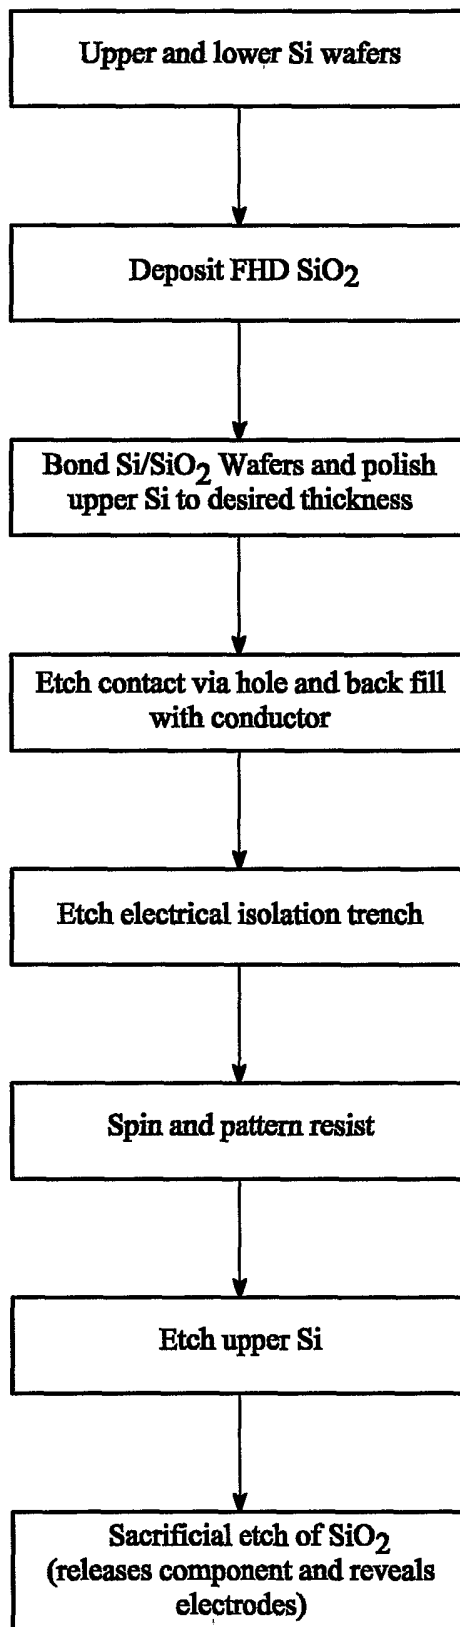 Upper and lower Si wafers
Deposit FHD SiO2
Bond Si/SiO2 Wafers and polish
upper Si to desired thickness
Etch contact via hole and back fill
with conductor
Etch electrical isolation trench
Spin and pattern resist
Etch upper Si
Sacrificial etch of SiO2
(releases component and reveals
electrodes)